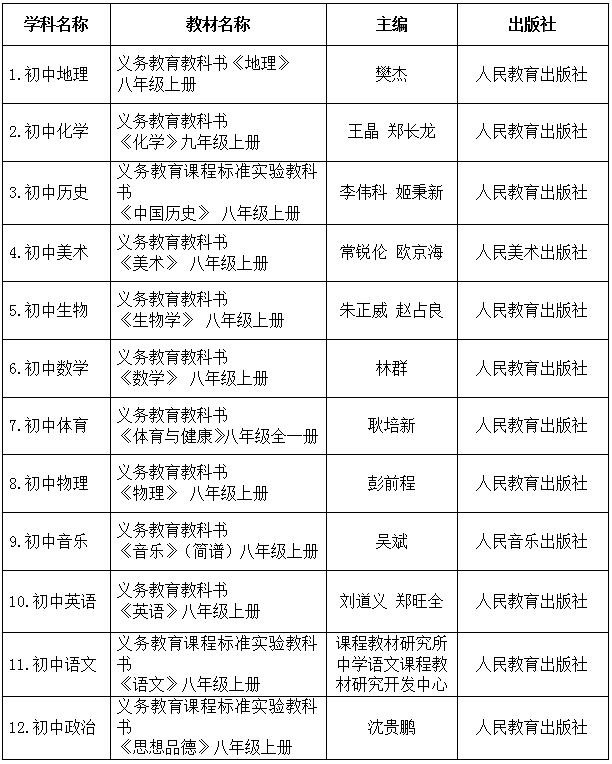 学科名称 教材名称 主编 出版社
1.初中地理 义务教育教科书《地理》 樊杰 人民教育出版社
八年级上册
2.初中化学 义务教育教科书 王晶 郑长龙 人民教育出版社
《化学》九年级上册
3.初中历史 义务教育课程标准实验教科 李伟科 姬秉新 人民教育出版社
书
《中国历史》 八年级上册
4.初中美术 义务教育教科书 常锐伦 欧京海 人民美术出版社
《美术》 八年级上册
5.初中生物 义务教育教科书 朱正威 赵占良 人民教育出版社
《生物学》 八年级上册
6.初中数学 义务教育教科书 林群 人民教育出版社
《数学》 八年级上册
7.初中体育 义务教育教科书 耿培新 人民教育出版社
《体育与健康》八年级全一册
8.初中物理 义务教育教科书 彭前程 人民教育出版社
《物理》 八年级上册
9.初中音乐 义务教育教科书 吴斌 人民音乐出版社
《音乐》（简谱）八年级上册
10.初中英语 义务教育教科书 刘道义 郑旺全 人民教育出版社
《英语》八年级上册
11.初中语文 义务教育课程标准实验教科 课程教材研究所 人民教育出版社
书 中学语文课程教
《语文》八年级上册 材研究开发中心
12.初中政治 义务教育课程标准实验教科 沈贵鹏 人民教育出版社
书
《思想品德》八年级上册